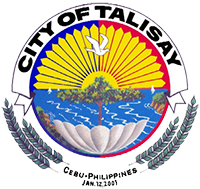 CITY OF TALISAY
CEBU-PHILIPPINES
JAN.12,2001